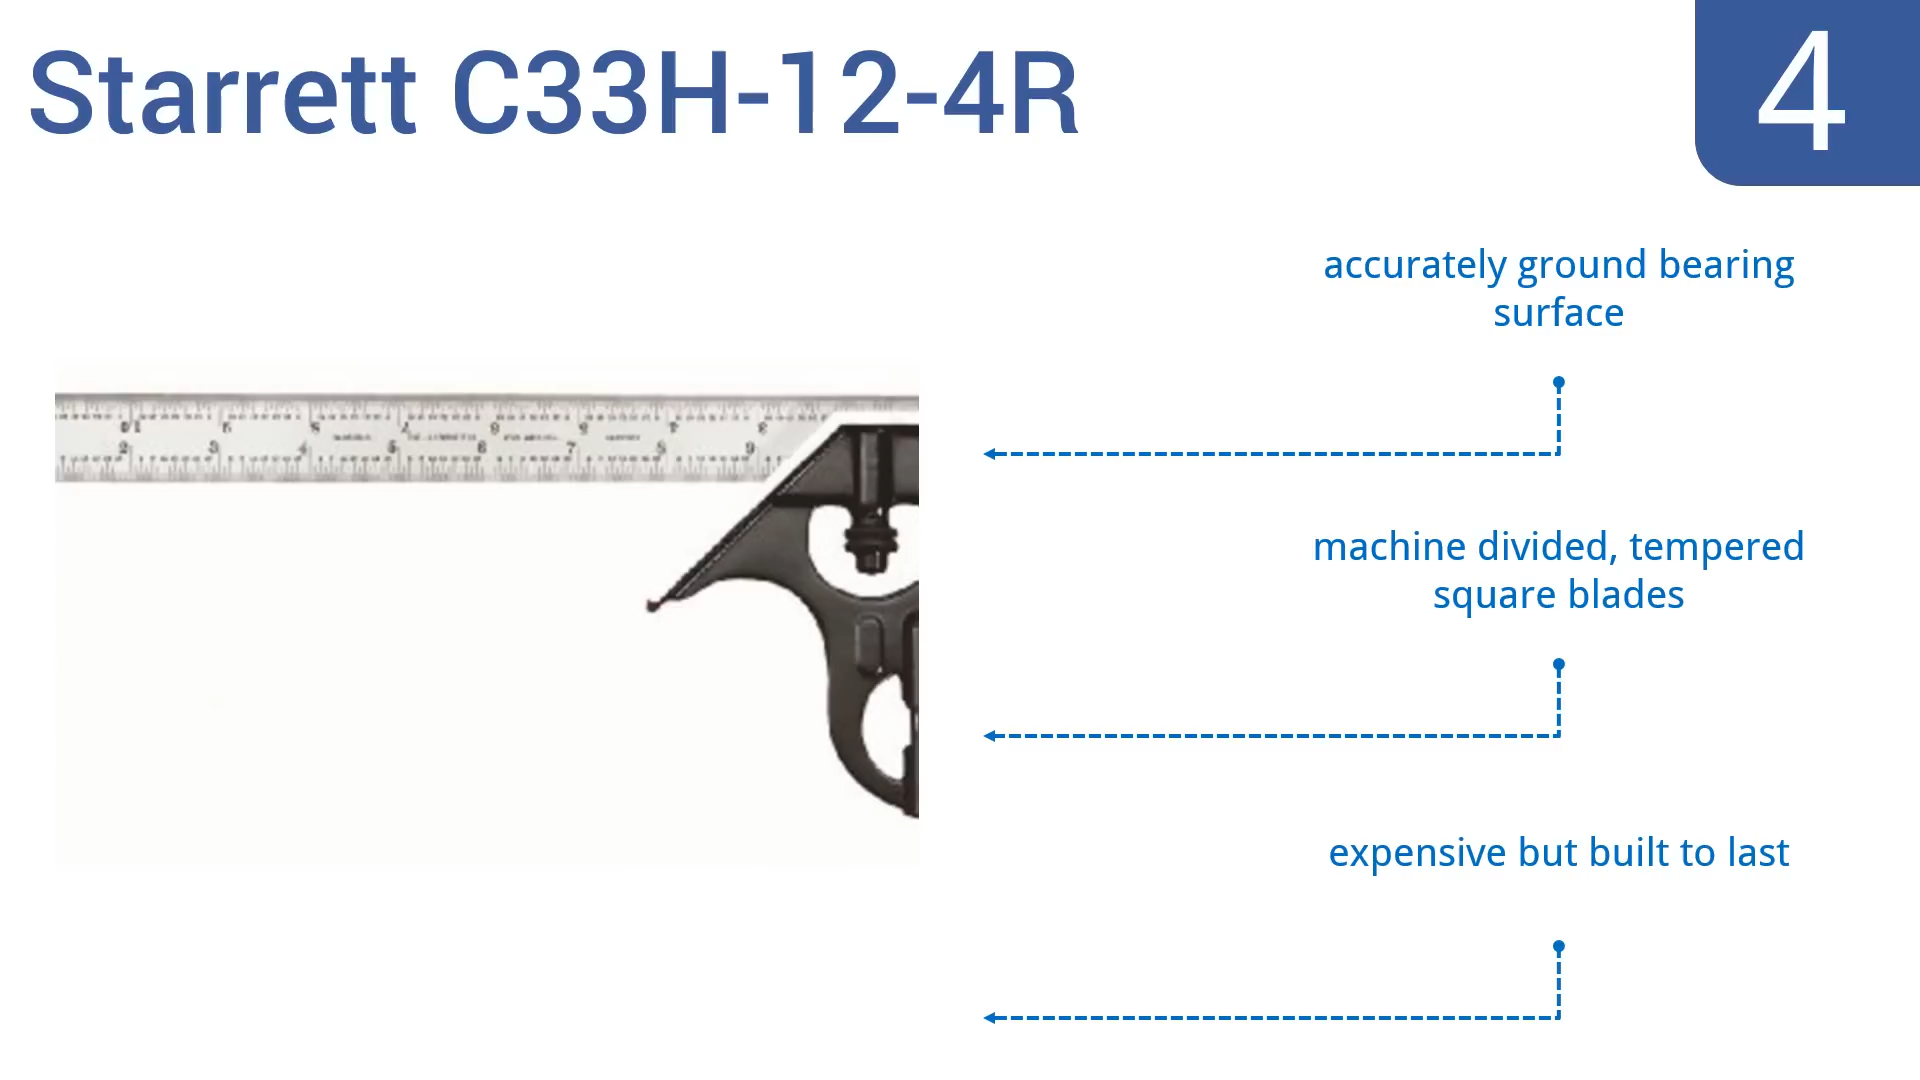 Starrett C33H-12-4R
4
accurately ground bearing
surface
machine divided, tempered
square blades
expensive but built to last